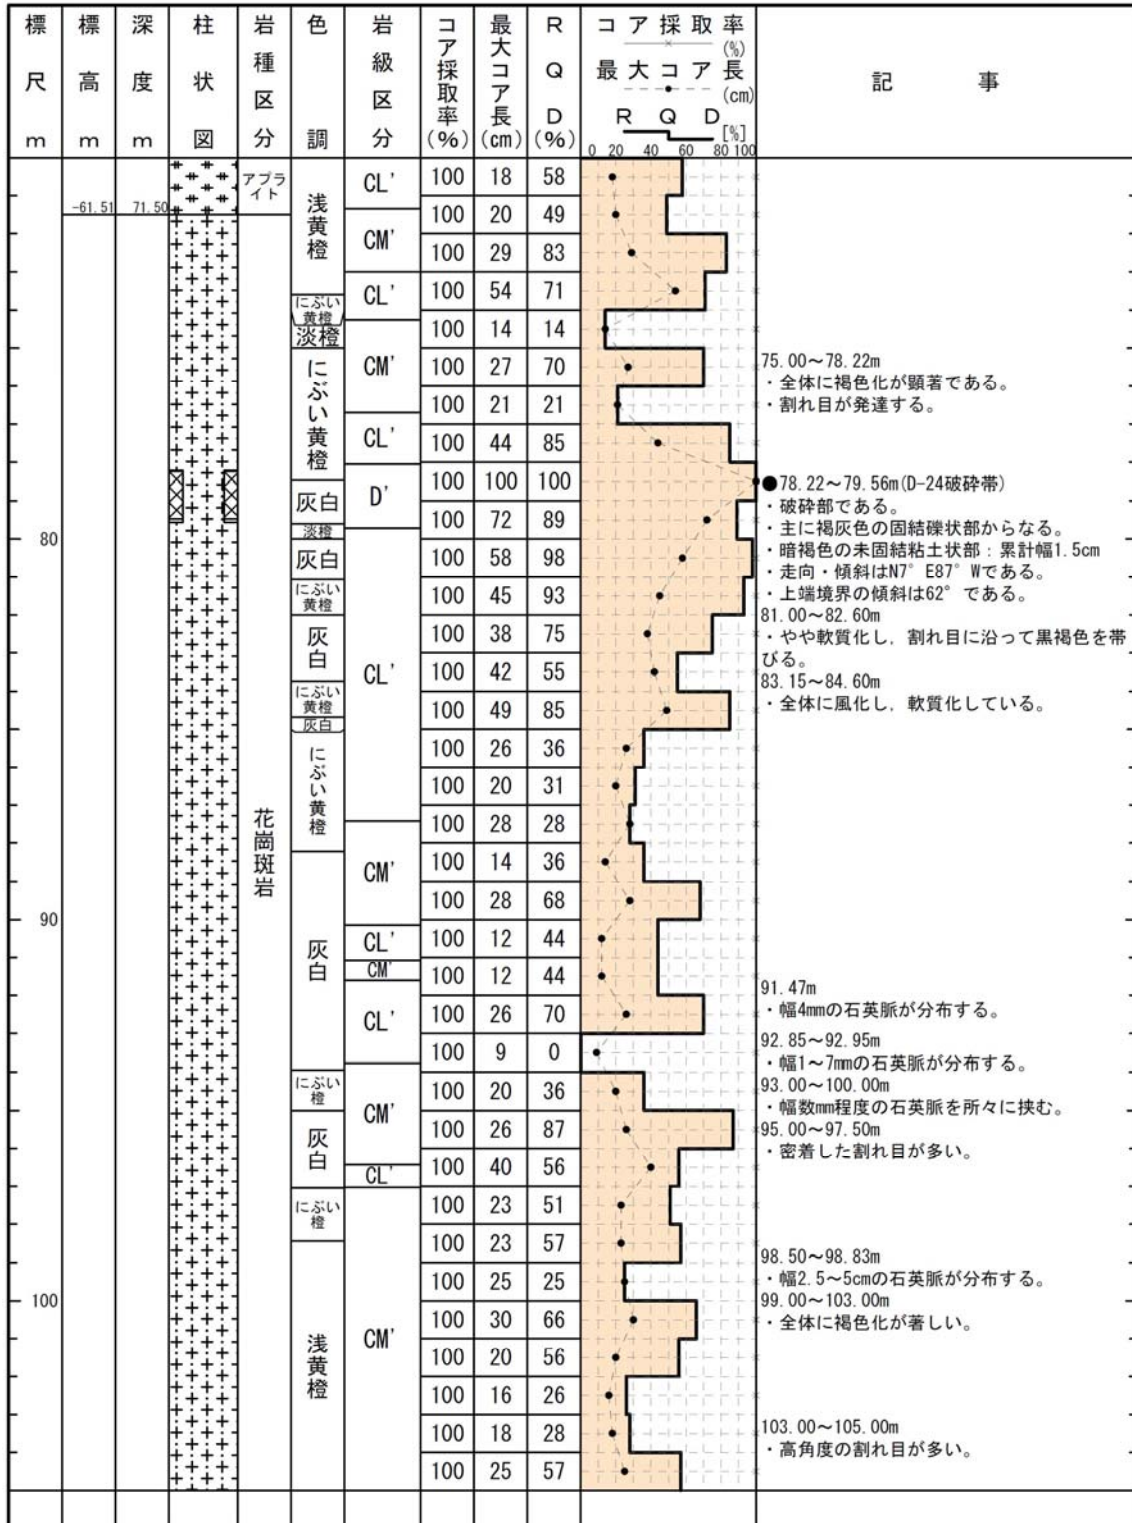 標尺m
標高m
深度m
柱状図
岩種区分
色調
岩級区分
コア採取率(%)
最大コア長(cm)
RQD(%)
コア採取率
(%)
最大コア長
(cm)
R Q D
[%]
0 20 40 60 80 100
記 事
-61.51 71.50
80
90
100
アプライト
花崗斑岩
浅黄橙
にぶい黄橙
淡橙
にぶい黄橙
灰白
淡橙
灰白
にぶい黄橙
灰白
にぶい黄橙
灰白
にぶい黄橙
灰白
にぶい橙
灰白
にぶい橙
浅黄橙
CL'
CM'
CL'
CM'
CL'
D'
CL'
CM'
CL'
CM'
CL'
CM'
CL'
CM'
100 18 58
100 20 49
100 29 83
100 54 71
100 14 14
100 27 70
100 21 21
100 44 85
100 100 100
100 72 89
100 58 98
100 45 93
100 38 75
100 42 55
100 49 85
100 26 36
100 20 31
100 28 28
100 14 36
100 28 68
100 12 44
100 12 44
100 26 70
100 9 0
100 20 36
100 26 87
100 40 56
100 23 51
100 23 57
100 25 25
100 30 66
100 20 56
100 16 26
100 18 28
100 25 57
75.00～78.22m
・全体に褐色化が顕著である。
・割れ目が発達する。
●78.22～79.56m(D-24破砕帯)
・破砕部である。
・主に褐灰色の固結礫状部からなる。
・暗褐色の未固結粘土状部：累計幅1.5cm
・走向・傾斜はN7°E87°Wである。
・上端境界の傾斜は62°である。
81.00～82.60m
・やや軟質化し，割れ目に沿って黒褐色を帯
びる。
83.15～84.60m
・全体に風化し，軟質化している。
91.47m
・幅4mmの石英脈が分布する。
92.85～92.95m
・幅1～7mmの石英脈が分布する。
93.00～100.00m
・幅数mm程度の石英脈を所々に挟む。
95.00～97.50m
・密着した割れ目が多い。
98.50～98.83m
・幅2.5～5cmの石英脈が分布する。
99.00～103.00m
・全体に褐色化が著しい。
103.00～105.00m
・高角度の割れ目が多い。